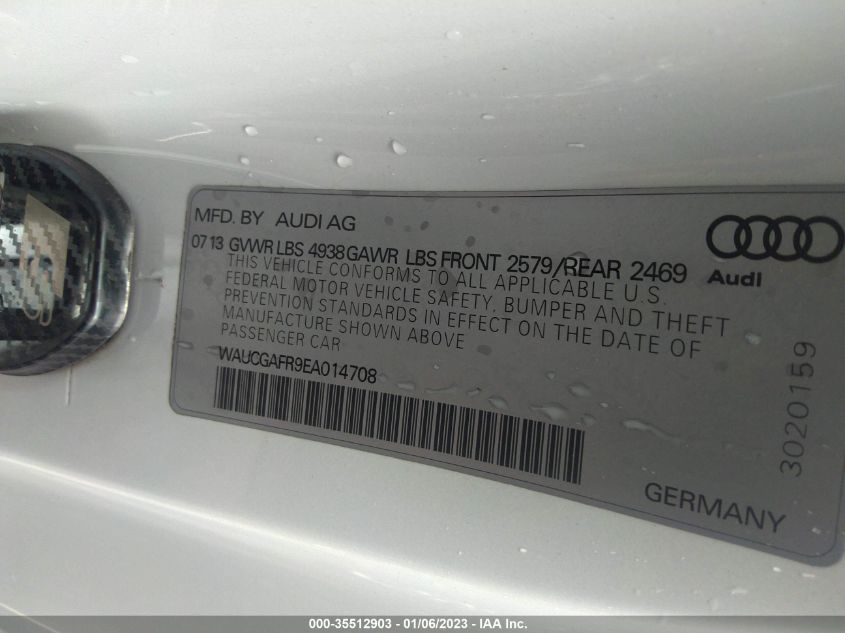 MFD. BY AUDI AG
07 13 GVWR LBS 4938 GAWR LBS FRONT 2579/REAR 2469
THIS VEHICLE CONFORMS TO ALL APPLICABLE U.S.
FEDERAL MOTOR VEHICLE SAFETY, BUMPER AND THEFT
PREVENTION STANDARDS IN EFFECT ON THE DATE OF
MANUFACTURE SHOWN ABOVE
PASSENGER CAR
WAUCGAFR9EA014708
Audi
3020159
GERMANY
000-35512903 - 01/06/2023 - IAA Inc.